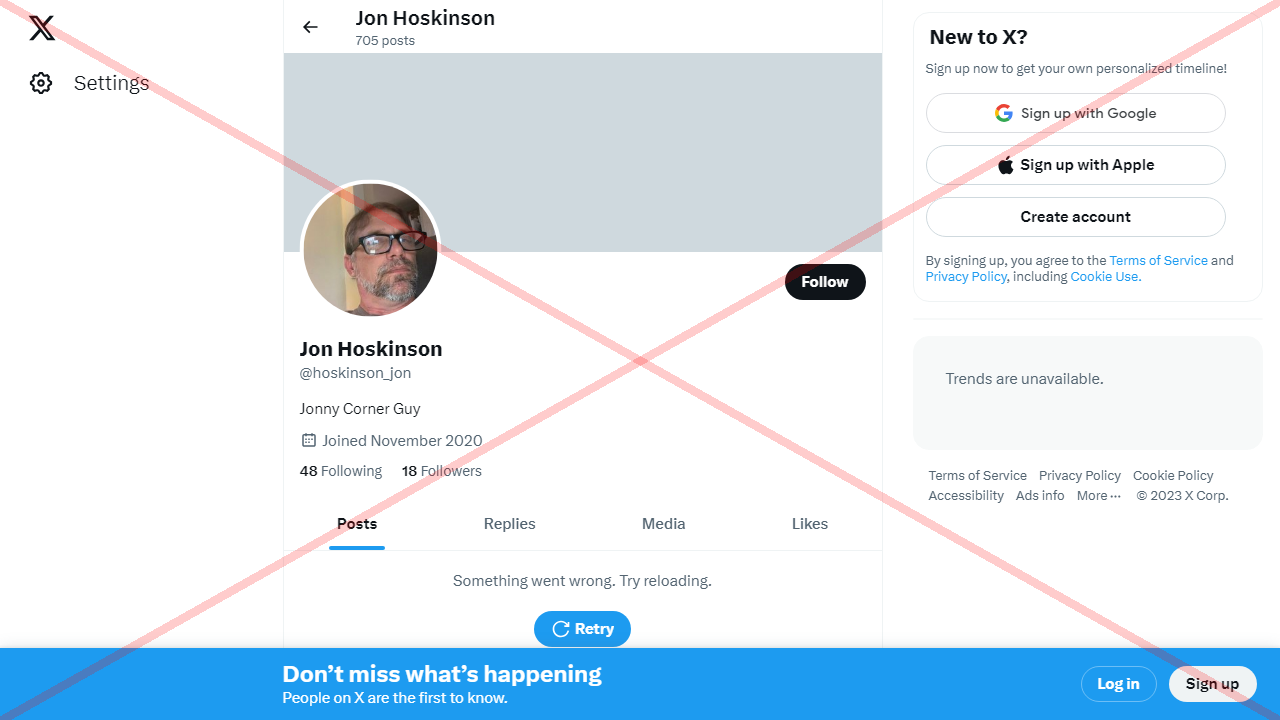 Settings
Jon Hoskinson
705 posts
Follow
Jon Hoskinson
@hoskinson_jon
Jonny Corner Guy
Joined November 2020
48 Following 18 Followers
Posts Replies Media Likes
Something went wrong. Try reloading.
Retry
New to X?
Sign up now to get your own personalized timeline!
Sign up with Google
Sign up with Apple
Create account
By signing up, you agree to the Terms of Service and
Privacy Policy, including Cookie Use.
Trends are unavailable.
Terms of Service Privacy Policy Cookie Policy
Accessibility Ads info More ··· © 2023 X Corp.
Don’t miss what’s happening
People on X are the first to know.
Log in Sign up